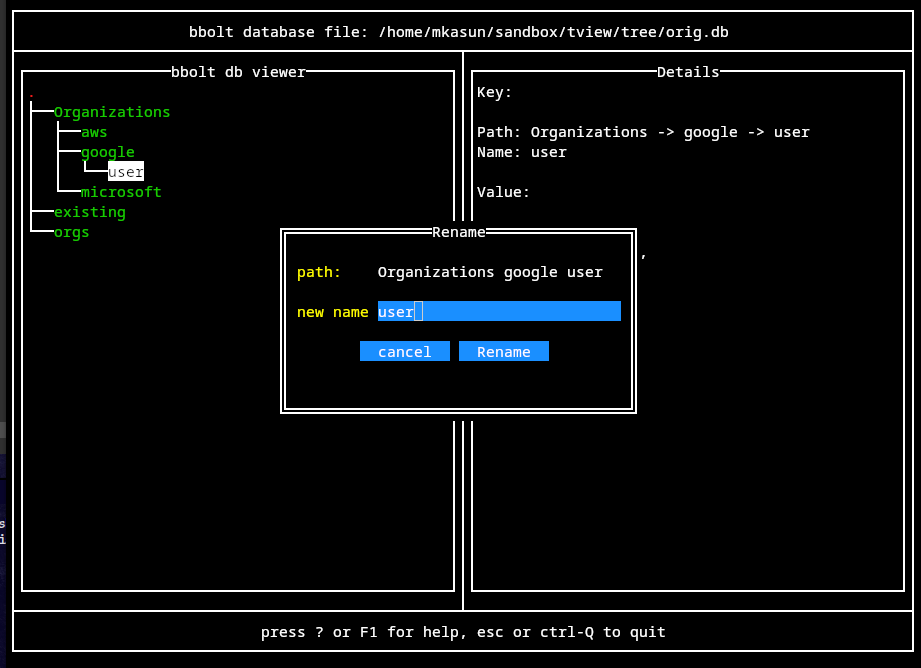 bbolt database file: /home/mkasun/sandbox/tview/tree/orig.db
bbolt db viewer
.
Organizations
aws
google
user
microsoft
existing
orgs
Details
Key:
Path: Organizations -> google -> user
Name: user
Value:
,
Rename
path: Organizations google user
new name user
cancel Rename
s
i
press ? or F1 for help, esc or ctrl-Q to quit